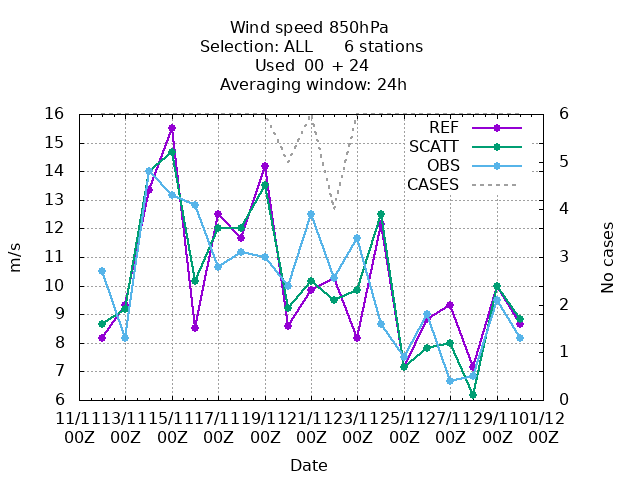 Wind speed 850hPa
Selection: ALL 6 stations
Used 00 + 24
Averaging window: 24h
16 6
REF
15 5
SCATT
OBS
14
CASES
13 4
12
11 3
10
9 2
8 1
7
6 0
m/s
No cases
11/11 13/11 15/11 17/11 19/11 21/11 23/11 25/11 27/11 29/11 01/12
00Z 00Z 00Z 00Z 00Z 00Z 00Z 00Z 00Z 00Z 00Z
Date